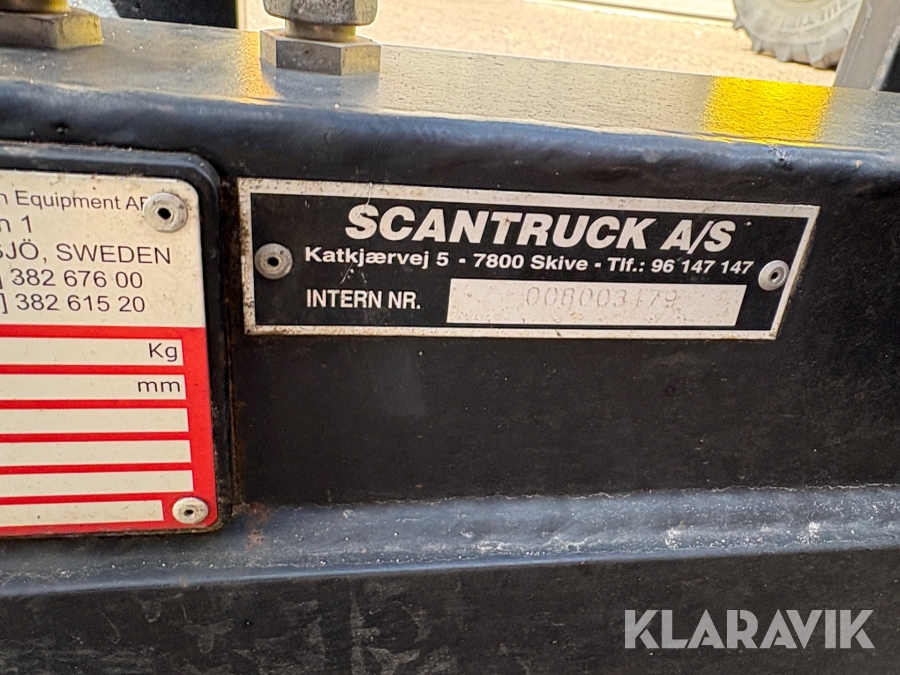 n Equipment AB
n 1
SJÖ, SWEDEN
] 382 676 00
] 382 615 20
Kg
mm
SCANTRUCK A/S
Katkjærvej 5 - 7800 Skive - Tlf.: 96 147 147
INTERN NR. 008003479
KLARAVIK